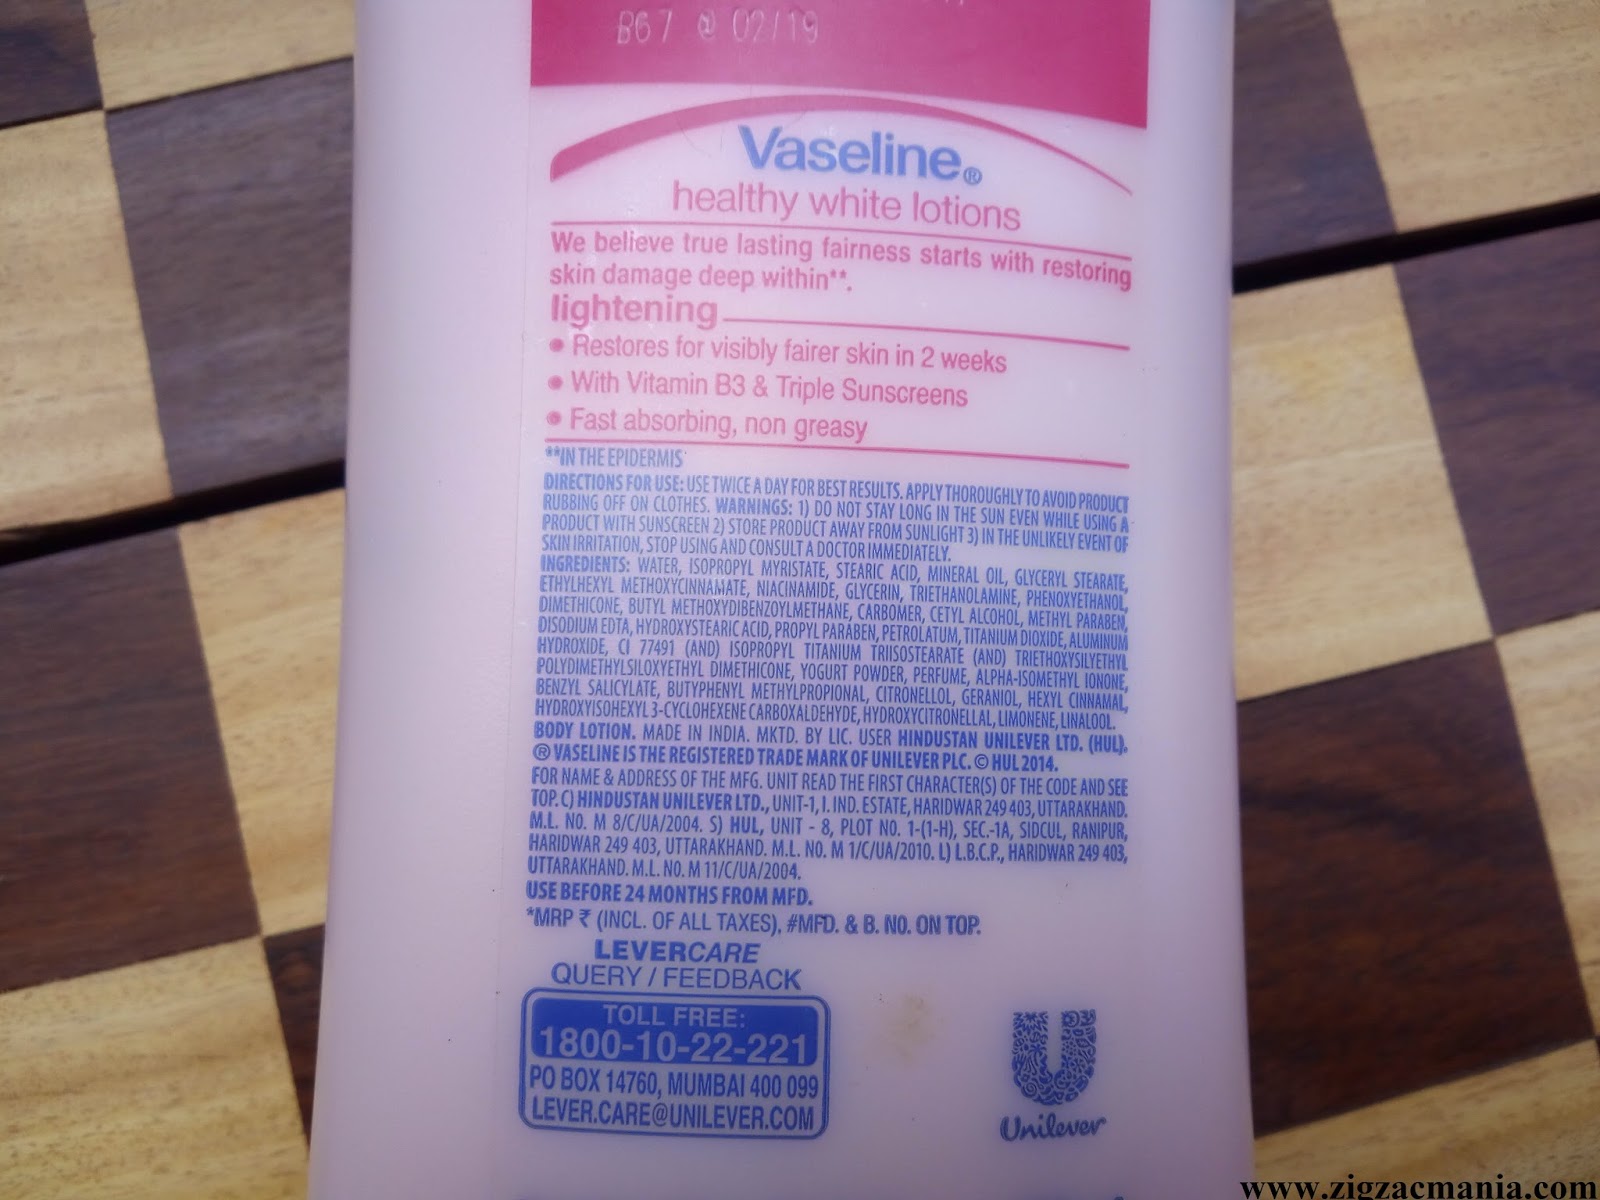 B67 @ 02/19
Vaseline®
healthy white lotions
We believe true lasting fairness starts with restoring
skin damage deep within**.
lightening
• Restores for visibly fairer skin in 2 weeks
• With Vitamin B3 & Triple Sunscreens
• Fast absorbing, non greasy
**IN THE EPIDERMIS
DIRECTIONS FOR USE: USE TWICE A DAY FOR BEST RESULTS. APPLY THOROUGHLY TO AVOID PRODUCT
RUBBING OFF ON CLOTHES. WARNINGS: 1) DO NOT STAY LONG IN THE SUN EVEN WHILE USING A
PRODUCT WITH SUNSCREEN 2) STORE PRODUCT AWAY FROM SUNLIGHT 3) IN THE UNLIKELY EVENT OF
SKIN IRRITATION, STOP USING AND CONSULT A DOCTOR IMMEDIATELY.
INGREDIENTS: WATER, ISOPROPYL MYRISTATE, STEARIC ACID, MINERAL OIL, GLYCERYL STEARATE,
ETHYLHEXYL METHOXYCINNAMATE, NIACINAMIDE, GLYCERIN, TRIETHANOLAMINE, PHENOXYETHANOL,
DIMETHICONE, BUTYL METHOXYDIBENZOYLMETHANE, CARBOMER, CETYL ALCOHOL, METHYL PARABEN,
DISODIUM EDTA, HYDROXYSTEARIC ACID, PROPYL PARABEN, PETROLATUM, TITANIUM DIOXIDE, ALUMINUM
HYDROXIDE, CI 77491 (AND) ISOPROPYL TITANIUM TRIISOSTEARATE (AND) TRIETHOXYSILYETHYL
POLYDIMETHYLSILOXYETHYL DIMETHICONE, YOGURT POWDER, PERFUME, ALPHA-ISOMETHYL IONONE,
BENZYL SALICYLATE, BUTYPHENYL METHYLPROPIONAL, CITRONELLOL, GERANIOL, HEXYL CINNAMAL,
HYDROXYISOHEXYL 3-CYCLOHEXENE CARBOXALDEHYDE, HYDROXYCITRONELLAL, LIMONENE, LINALOOL.
BODY LOTION. MADE IN INDIA. MKTD. BY LIC. USER HINDUSTAN UNILEVER LTD. (HUL).
® VASELINE IS THE REGISTERED TRADE MARK OF UNILEVER PLC. © HUL 2014.
FOR NAME & ADDRESS OF THE MFG. UNIT READ THE FIRST CHARACTER(S) OF THE CODE AND SEE
TOP. C) HINDUSTAN UNILEVER LTD., UNIT-1, I. IND. ESTATE, HARIDWAR 249 403, UTTARAKHAND.
M.L. NO. M 8/C/UA/2004. S) HUL, UNIT - 8, PLOT NO. 1-(1-H), SEC.-1A, SIDCUL, RANIPUR,
HARIDWAR 249 403, UTTARAKHAND. M.L. NO. M 1/C/UA/2010. L) L.B.C.P., HARIDWAR 249 403,
UTTARAKHAND. M.L. NO. M 11/C/UA/2004.
USE BEFORE 24 MONTHS FROM MFD.
*MRP ₹ (INCL. OF ALL TAXES), #MFD. & B. NO. ON TOP.
LEVERCARE
QUERY / FEEDBACK
TOLL FREE:
1800-10-22-221
PO BOX 14760, MUMBAI 400 099
LEVER.CARE@UNILEVER.COM
Unilever
www.zigzacmania.com